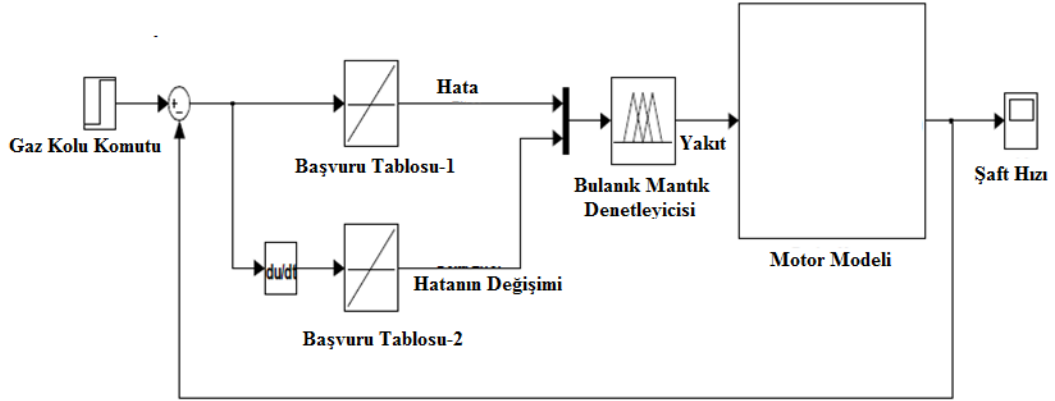 Hata
Gaz Kolu Komutu
Başvuru Tablosu-1
Yakıt
Bulanık Mantık
Denetleyicisi
Şaft Hızı
Motor Modeli
du/dt
Hatanın Değişimi
Başvuru Tablosu-2